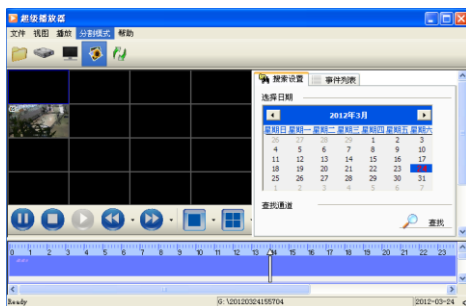 超级播放器
文件 视图 播放 分割模式 帮助
搜索设置 事件列表
选择日期
2012年3月
星期日 星期一 星期二 星期三 星期四 星期五 星期六
26 27 28 29 1 2 3
4 5 6 7 8 9 10
11 12 13 14 15 16 17
18 19 20 21 22 23
25 26 27 28 29 30 31
1 2 3 4 5 6 7
查找通道
查找
0 1 2 3 4 5 6 7 8 9 10 11 12 13 14 15 16 17 18 19 20 21 22 23
Ready G:\20120324155704 2012-03-24